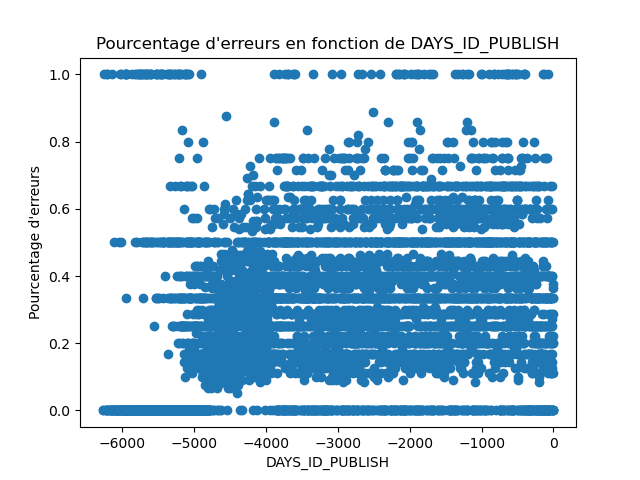 Pourcentage d'erreurs en fonction de DAYS_ID_PUBLISH
1.0
0.8
0.6
0.4
0.2
0.0
Pourcentage d'erreurs
−6000 −5000 −4000 −3000 −2000 −1000 0
DAYS_ID_PUBLISH